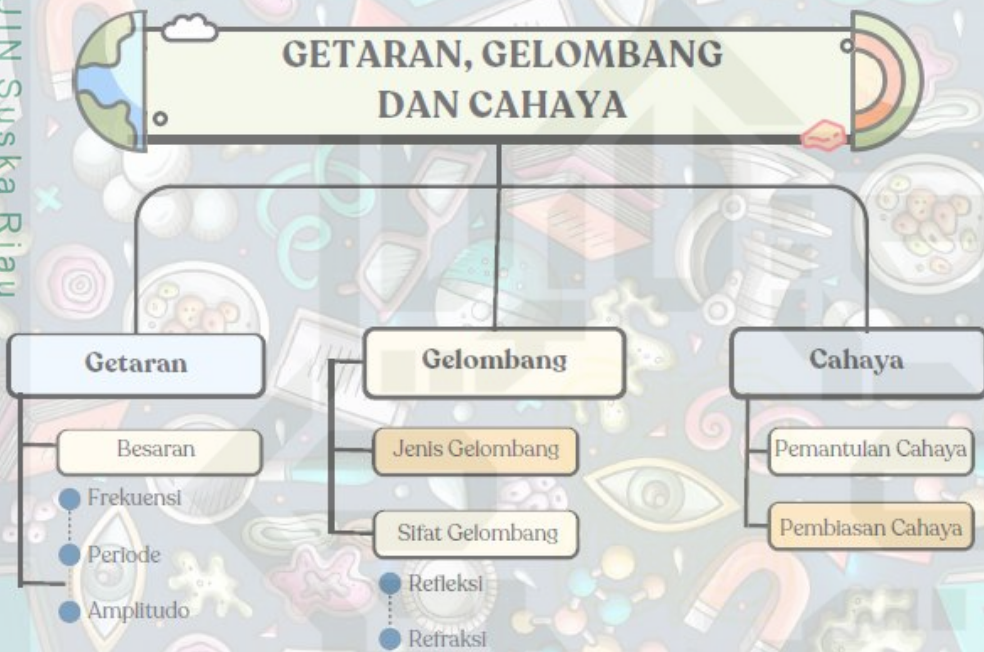 GETARAN, GELOMBANG
DAN CAHAYA
UIN Suska Riau
Getaran
Besaran
Frekuensi
Periode
Amplitudo
Gelombang
Jenis Gelombang
Sifat Gelombang
Refleksi
Refraksi
Cahaya
Pemantulan Cahaya
Pembiasan Cahaya